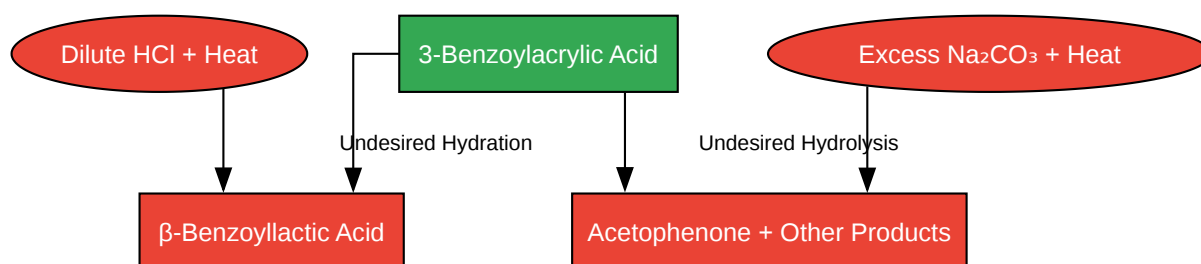 Dilute HCl + Heat
3-Benzoylacrylic Acid
Excess Na₂CO₃ + Heat
Undesired Hydration
Undesired Hydrolysis
β-Benzoyllactic Acid
Acetophenone + Other Products